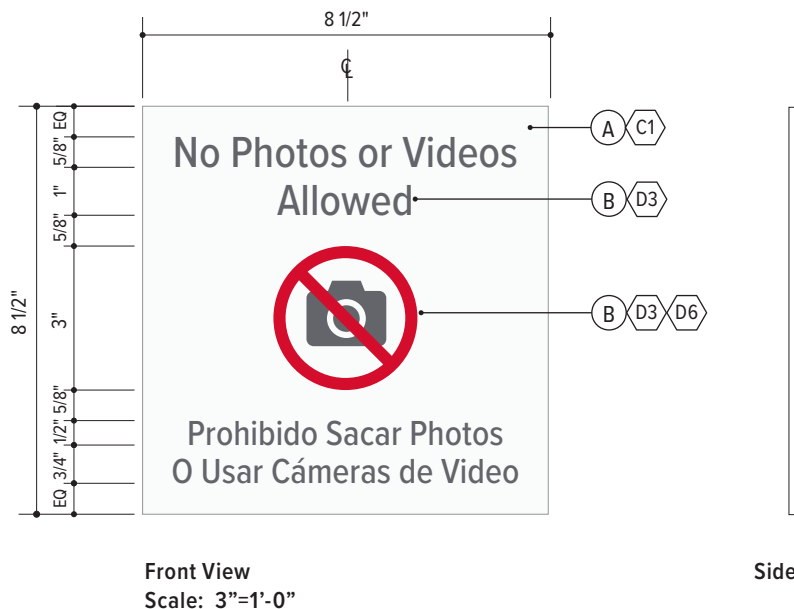 8 1/2"
℄
EQ
5/8"
1"
5/8"
3"
5/8"
1/2"
3/4"
EQ
8 1/2"
No Photos or Videos
Allowed
A C1
B D3
B D3 D6
Prohibido Sacar Photos
O Usar Cámeras de Video
Front View
Scale: 3”=1’-0”
Side